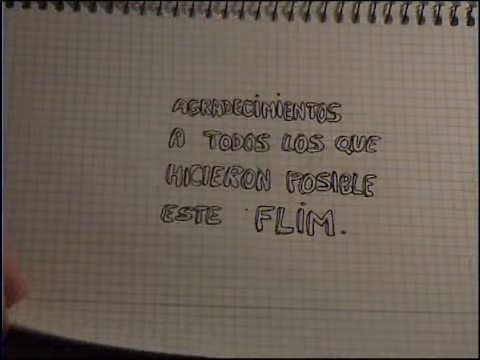 AGRADECiMiENTOS
A TODOS LOS QUE
HICIERON POSIBLE
ESTE FLiM.